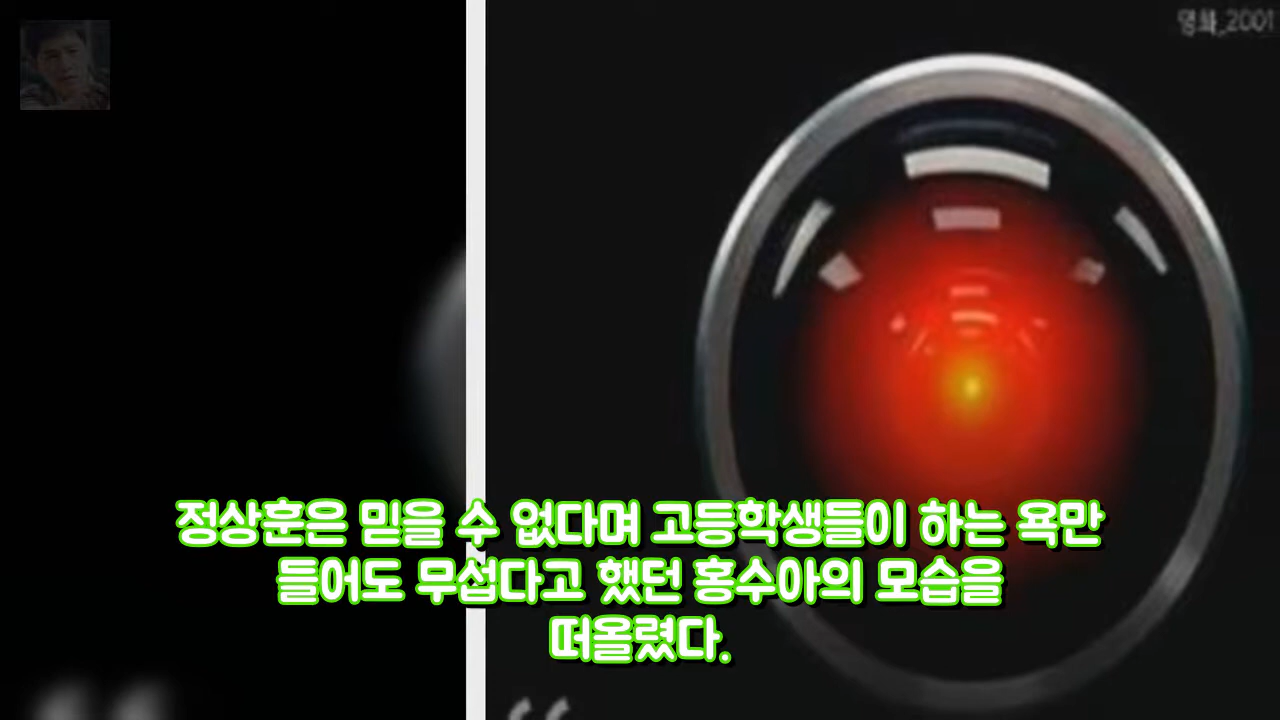 영화_2001
정상훈은 믿을 수 없다며 고등학생들이 하는 욕만
들어도 무섭다고 했던 홍수아의 모습을
떠올렸다.